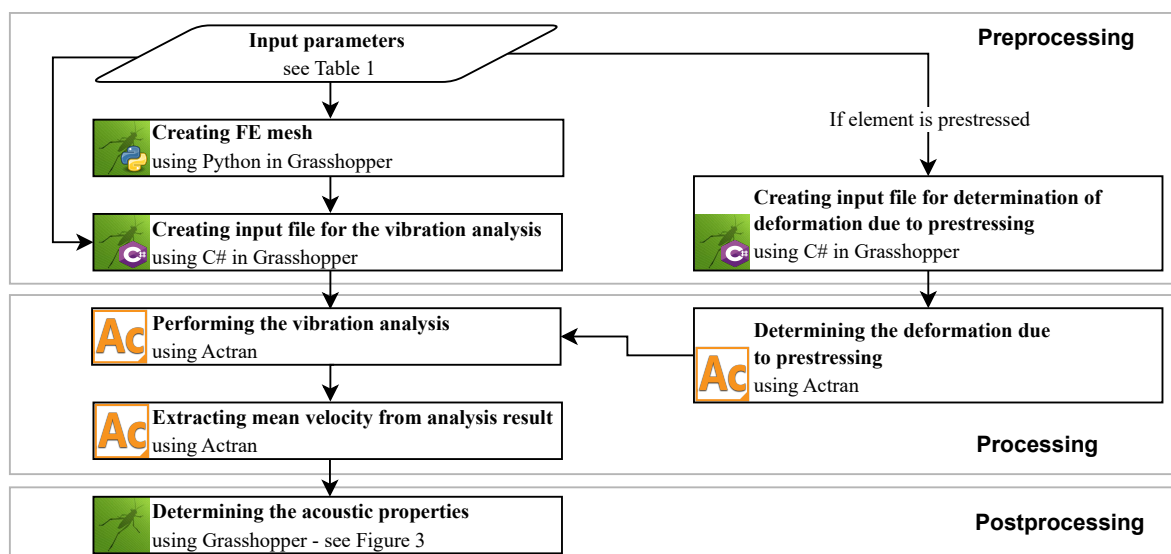 Preprocessing
Input parameters
see Table 1
If element is prestressed
Creating FE mesh
using Python in Grasshopper
Creating input file for the vibration analysis
using C# in Grasshopper
C#
Creating input file for determination of
deformation due to prestressing
using C# in Grasshopper
C#
Ac
Performing the vibration analysis
using Actran
Ac
Determining the deformation due
to prestressing
using Actran
Ac
Extracting mean velocity from analysis result
using Actran
Processing
Determining the acoustic properties
using Grasshopper - see Figure 3
Postprocessing